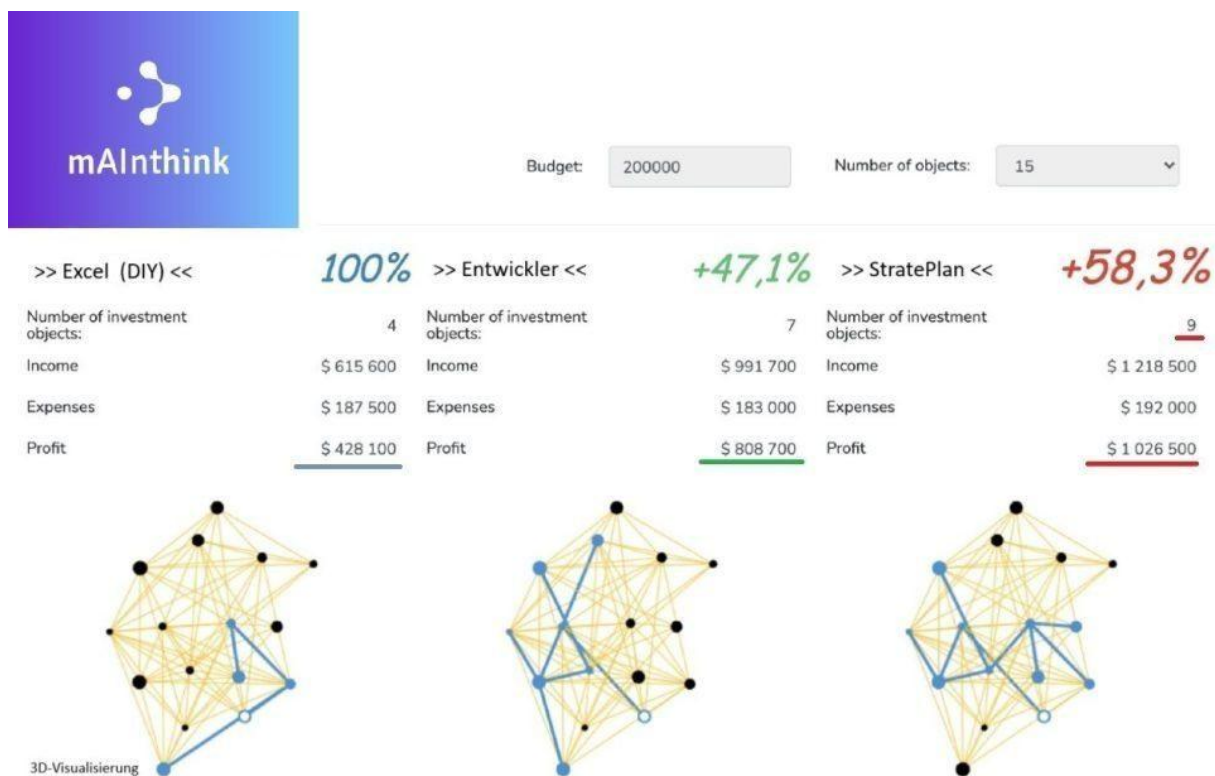 mAInthink
Budget: 200000 Number of objects: 15
>> Excel (DIY) << 100%
Number of investment
objects: 4
Income $ 615 600
Expenses $ 187 500
Profit $ 428 100
>> Entwickler << +47,1%
Number of investment
objects: 7
Income $ 991 700
Expenses $ 183 000
Profit $ 808 700
>> StratePlan << +58,3%
Number of investment
objects: 9
Income $ 1 218 500
Expenses $ 192 000
Profit $ 1 026 500
3D-Visualisierung